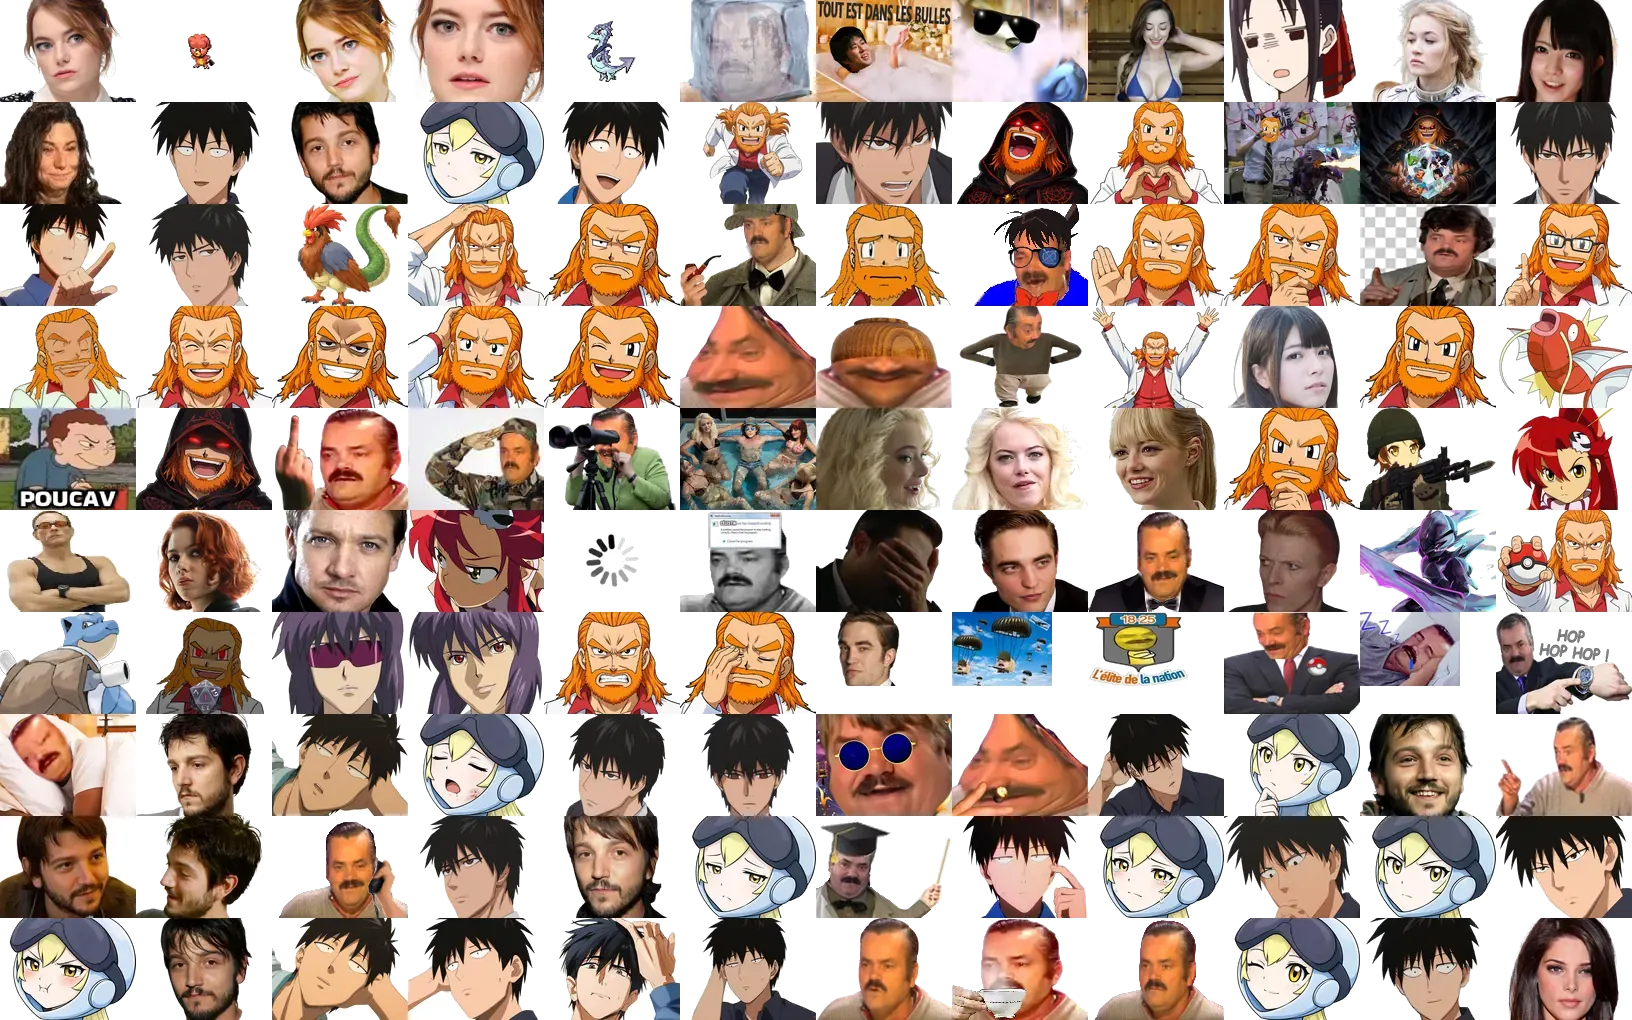 TOUT EST DANS LES BULLES
POUCAV
18-25
L'élite de la nation
Z Z Z
HOP
HOP HOP !